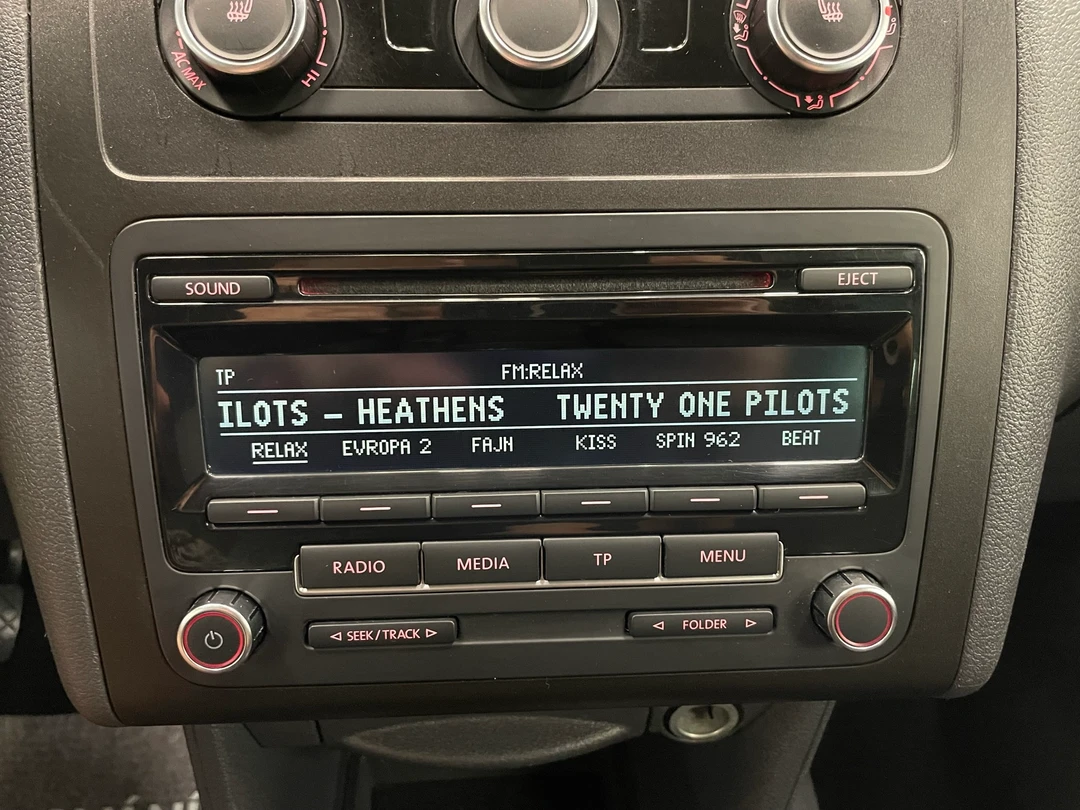 AC MAX
HI
SOUND
EJECT
TP
FM:RELAX
ILOTS – HEATHENS TWENTY ONE PILOTS
RELAX EVROPA 2 FAJN KISS SPIN 962 BEAT
RADIO MEDIA TP MENU
SEEK / TRACK
FOLDER